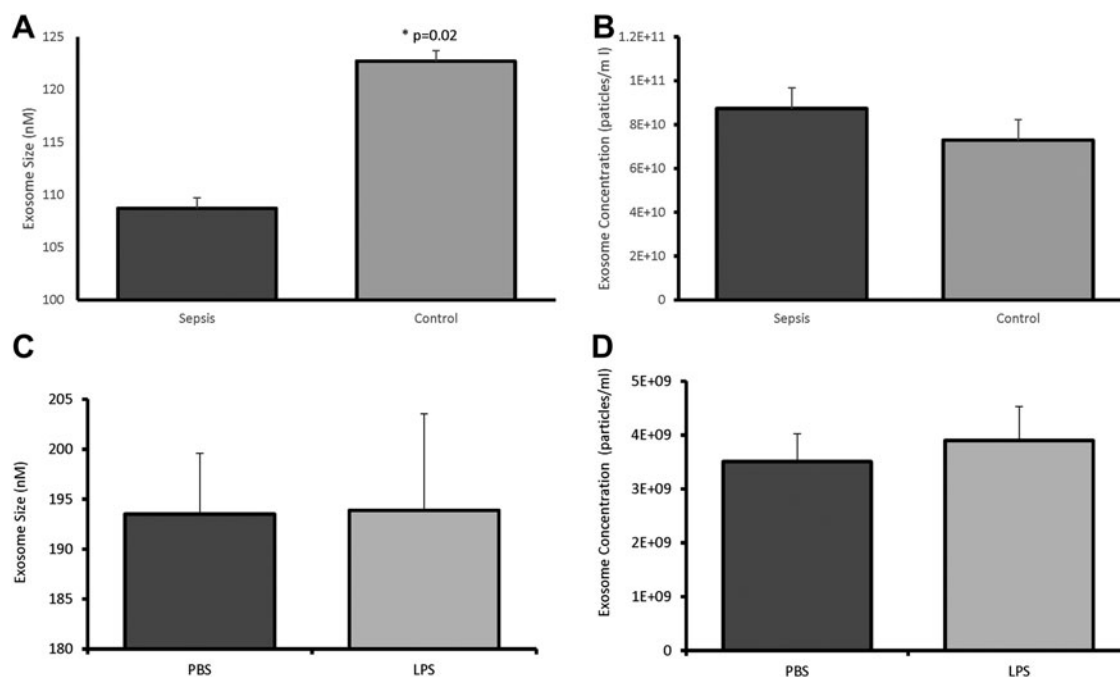 A
Exosome Size (nM)
125
120
115
110
105
100
* p=0.02
Sepsis
Control
B
Exosome Concentration (paticles/m l)
1.2E+11
1E+11
8E+10
6E+10
4E+10
2E+10
0
Sepsis
Control
C
Exosome Size (nM)
205
200
195
190
185
180
PBS
LPS
D
Exosome Concentration (particles/ml)
5E+09
4E+09
3E+09
2E+09
1E+09
0
PBS
LPS